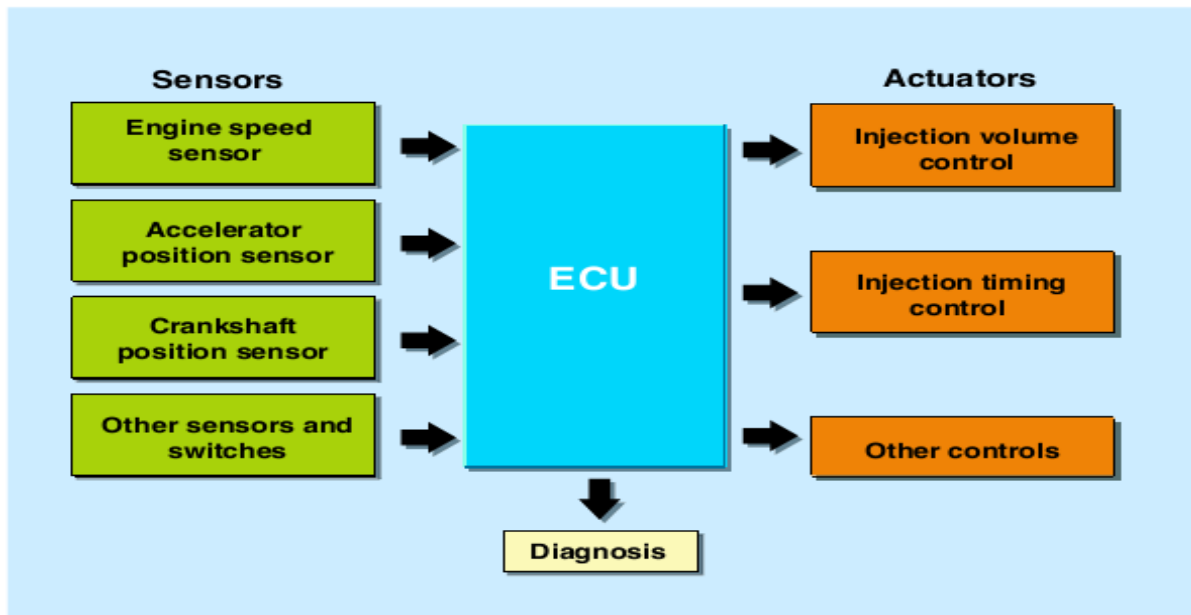 Sensors
Engine speed
sensor
Accelerator
position sensor
Crankshaft
position sensor
Other sensors and
switches
ECU
Diagnosis
Actuators
Injection volume
control
Injection timing
control
Other controls